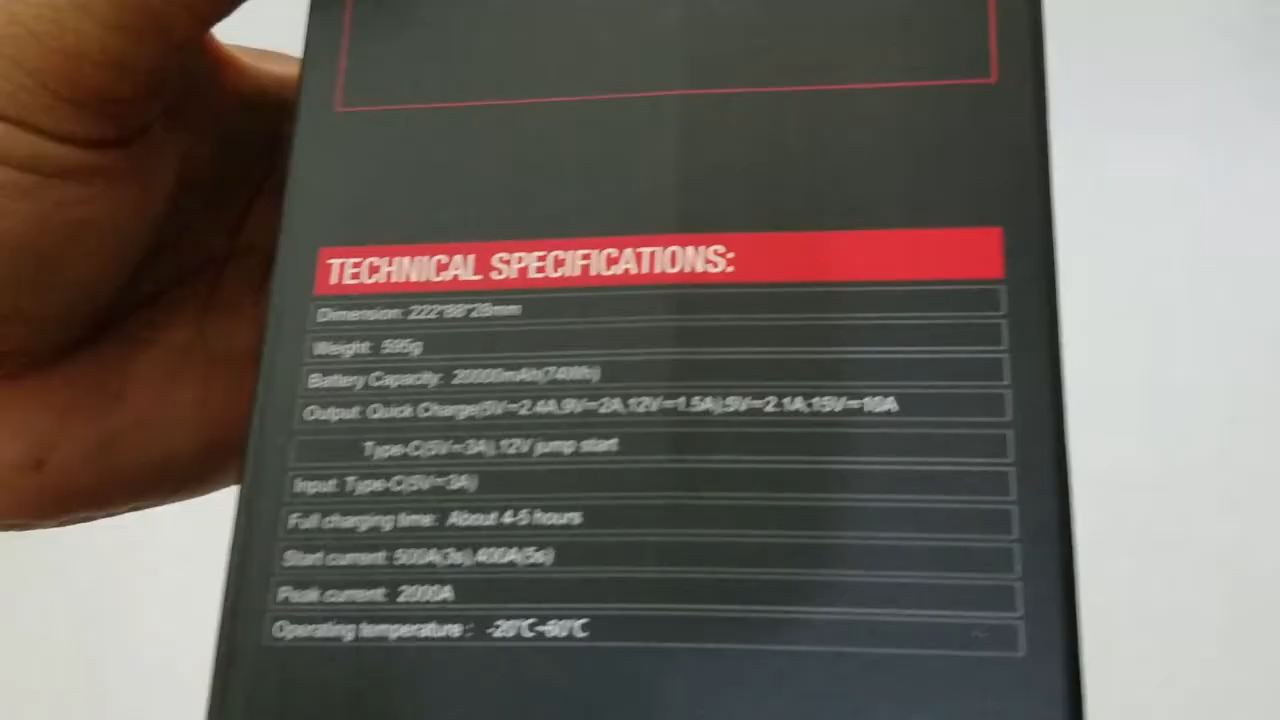 TECHNICAL SPECIFICATIONS:
Dimension: 222*88*28mm
Weight: 595g
Battery Capacity: 20000mAh(74Wh)
Output: Quick Charge(5V⎓2.4A,9V⎓2A,12V⎓1.5A),5V⎓2.1A,15V⎓10A
Type-C(5V⎓3A),12V jump start
Input: Type-C(5V⎓3A)
Full charging time: About 4-5 hours
Start current: 500A(3s),400A(5s)
Peak current: 2000A
Operating temperature : -20℃~60℃